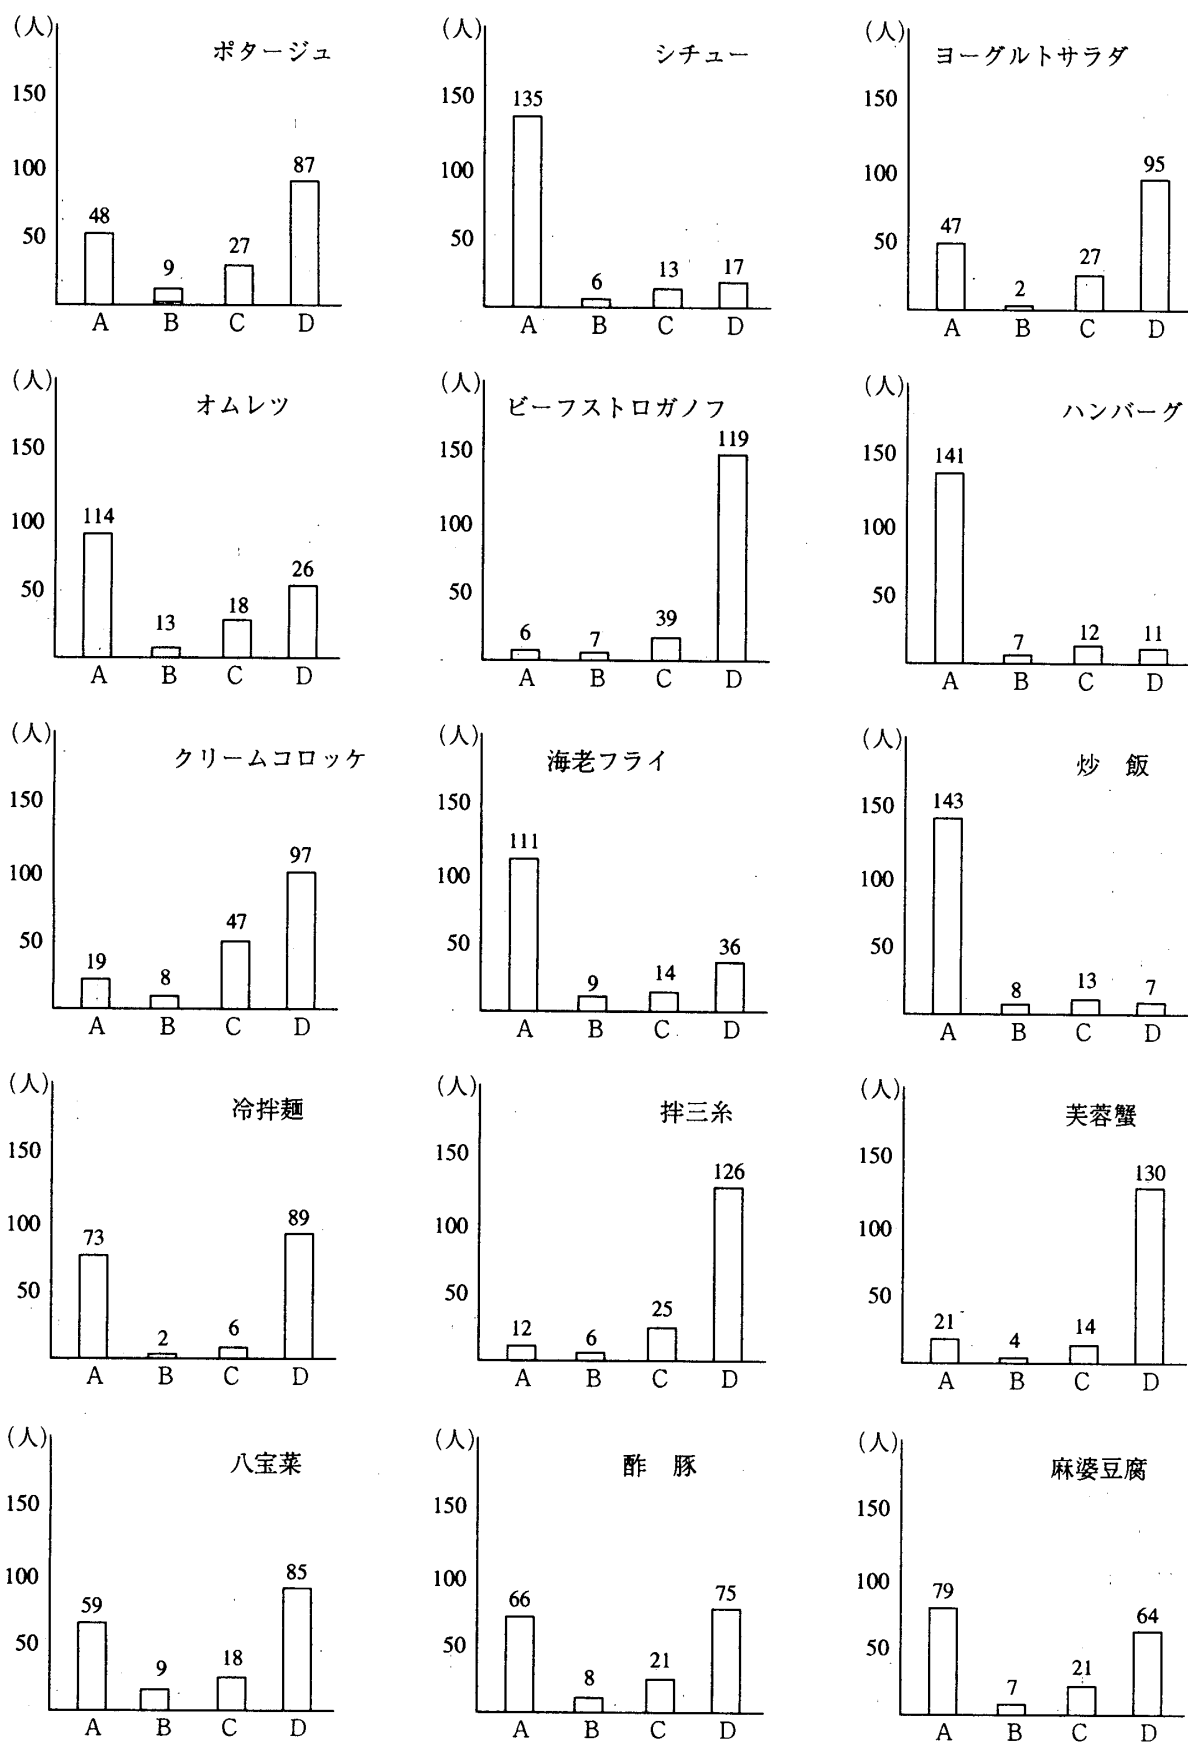 (人)
ポタージュ
150
100
50
48
9
27
87
A B C D
(人)
シチュー
150
100
50
135
6
13
17
A B C D
(人)
ヨーグルトサラダ
150
100
50
47
2
27
95
A B C D
(人)
オムレツ
150
100
50
114
13
18
26
A B C D
(人)
ビーフストロガノフ
150
100
50
6
7
39
119
A B C D
(人)
ハンバーグ
150
100
50
141
7
12
11
A B C D
(人)
クリームコロッケ
150
100
50
19
8
47
97
A B C D
(人)
海老フライ
150
100
50
111
9
14
36
A B C D
(人)
炒 飯
150
100
50
143
8
13
7
A B C D
(人)
冷拌麺
150
100
50
73
2
6
89
A B C D
(人)
拌三糸
150
100
50
12
6
25
126
A B C D
(人)
芙蓉蟹
150
100
50
21
4
14
130
A B C D
(人)
八宝菜
150
100
50
59
9
18
85
A B C D
(人)
酢 豚
150
100
50
66
8
21
75
A B C D
(人)
麻婆豆腐
150
100
50
79
7
21
64
A B C D